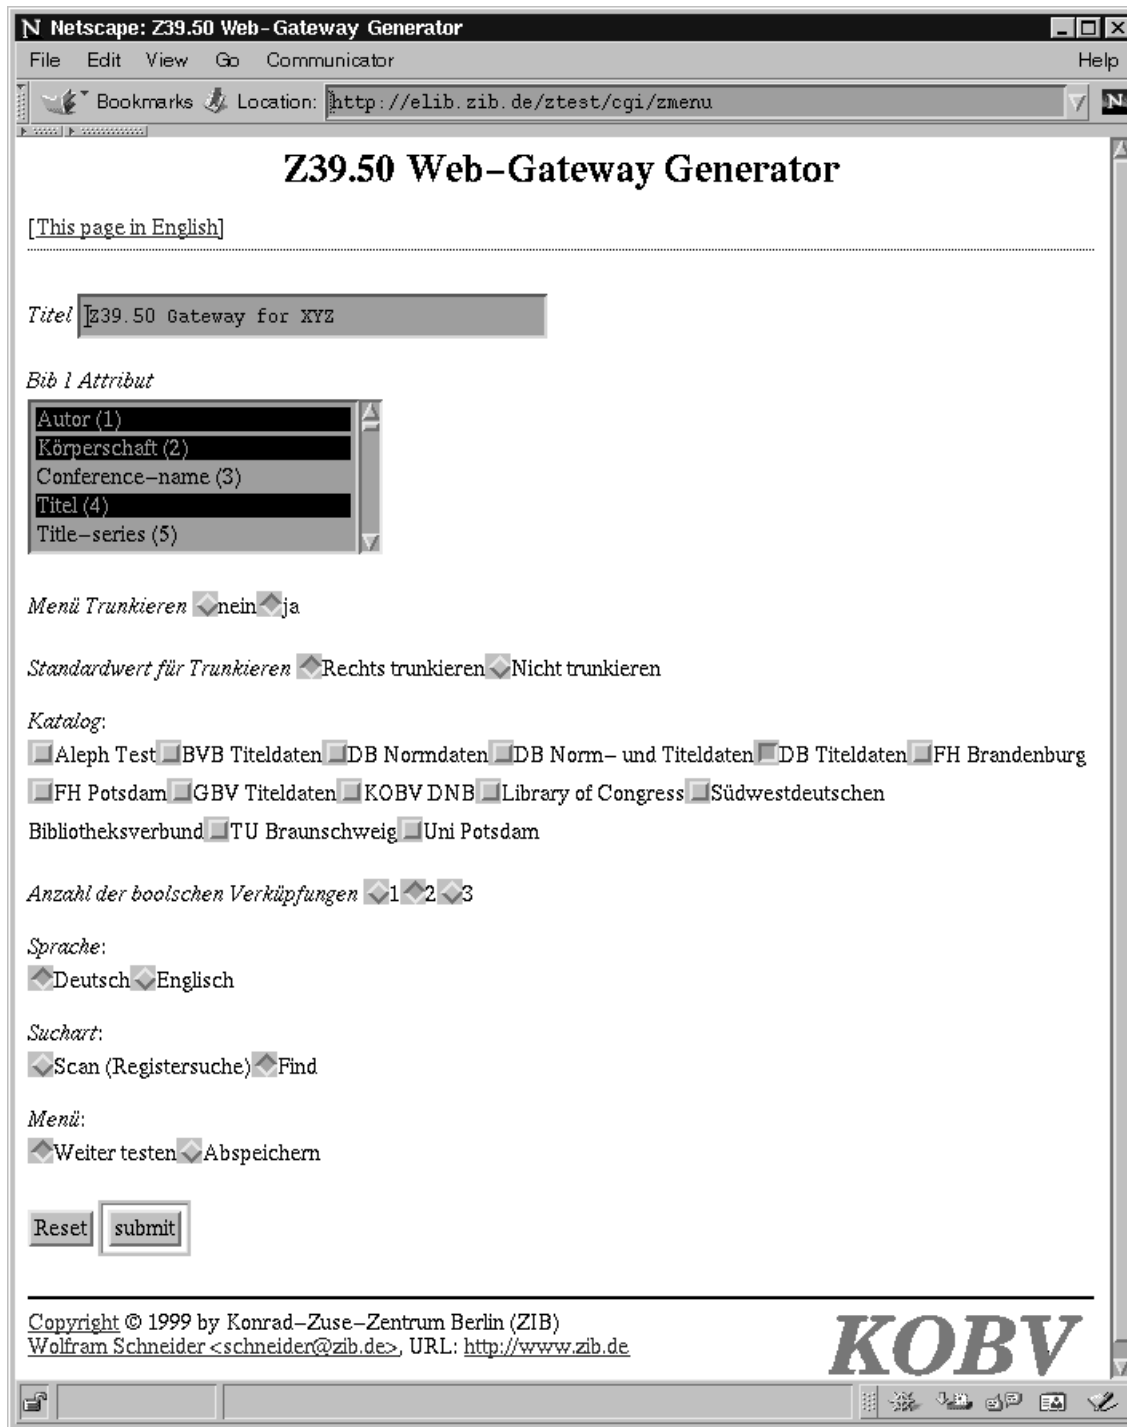 N Netscape: Z39.50 Web-Gateway Generator
File Edit View Go Communicator Help
Bookmarks Location: http://elib.zib.de/ztest/cgi/zmenu N
Z39.50 Web-Gateway Generator
[This page in English]
Titel Z39.50 Gateway for XYZ
Bib 1 Attribut
Autor (1)
Körperschaft (2)
Conference-name (3)
Titel (4)
Title-series (5)
Menü Trunkieren nein ja
Standardwert für Trunkieren Rechts trunkieren Nicht trunkieren
Katalog:
Aleph Test BVB Titeldaten DB Normdaten DB Norm- und Titeldaten DB Titeldaten FH Brandenburg
FH Potsdam GBV Titeldaten KOBV DNB Library of Congress Südwestdeutschen
Bibliotheksverbund TU Braunschweig Uni Potsdam
Anzahl der boolschen Verküpfungen 1 2 3
Sprache:
Deutsch Englisch
Suchart:
Scan (Registersuche) Find
Menü:
Weiter testen Abspeichern
Reset submit
Copyright © 1999 by Konrad-Zuse-Zentrum Berlin (ZIB)
Wolfram Schneider <schneider@zib.de>, URL: http://www.zib.de
KOBV